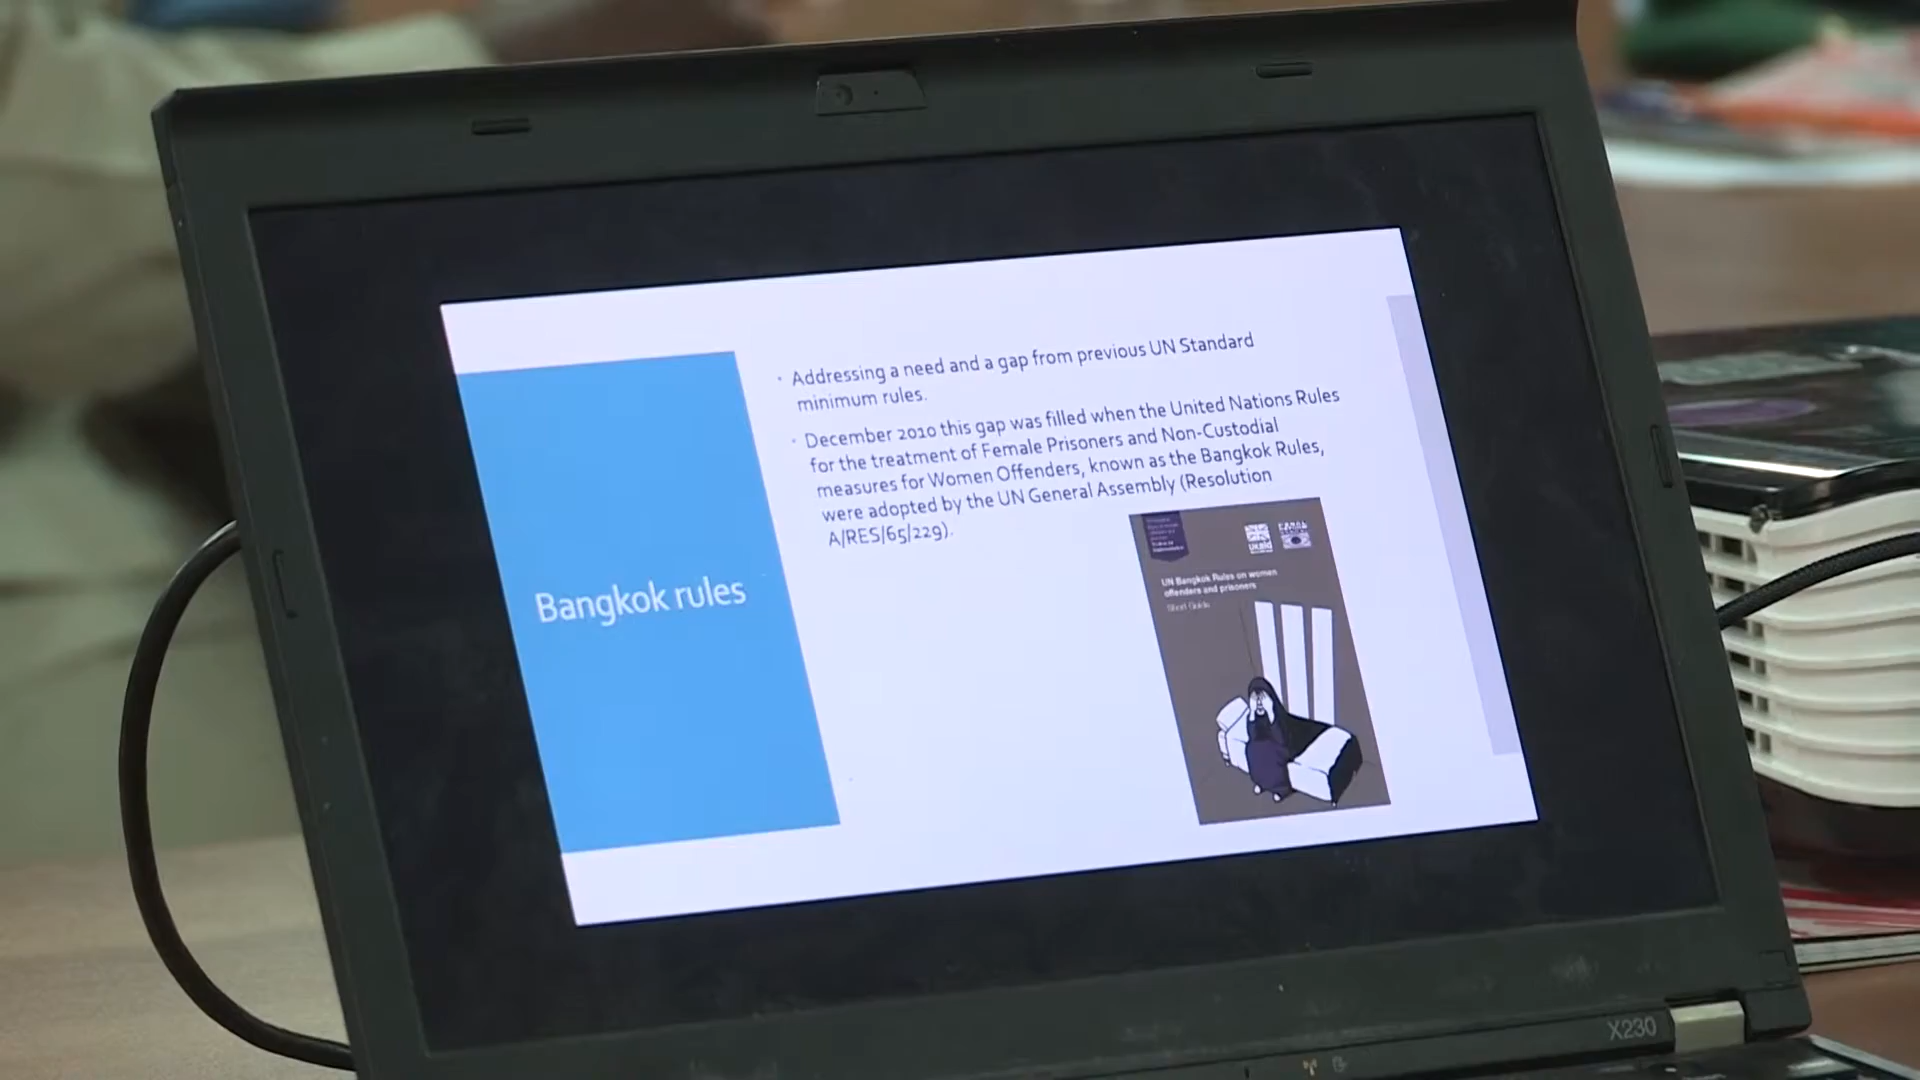 Bangkok rules
Addressing a need and a gap from previous UN Standard
minimum rules.
December 2010 this gap was filled when the United Nations Rules
for the treatment of Female Prisoners and Non-Custodial
measures for Women Offenders, known as the Bangkok Rules,
were adopted by the UN General Assembly (Resolution
A/RES/65/229).
UKaid
UN Bangkok Rules on women
offenders and prisoners
Short Guide
X230